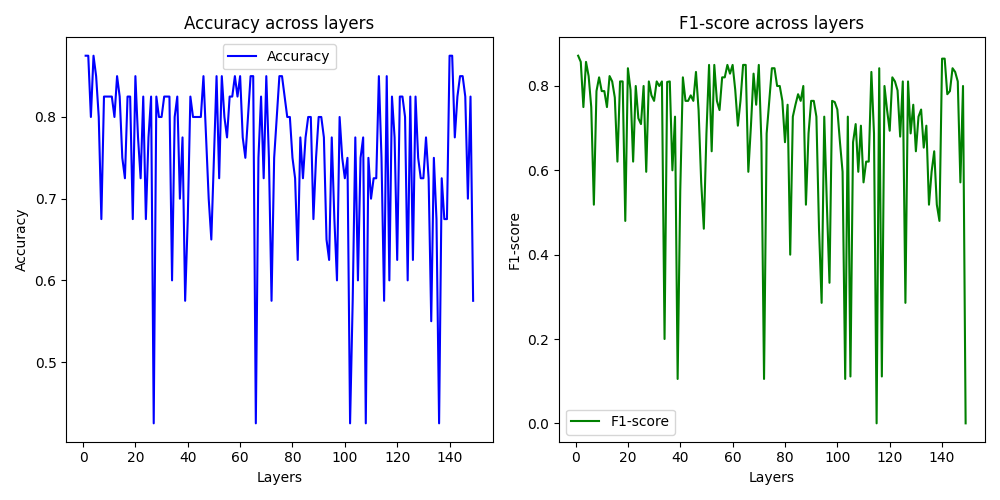 Accuracy across layers
Accuracy
0.8
0.7
0.6
0.5
Accuracy
0 20 40 60 80 100 120 140
Layers
F1-score across layers
F1-score
0.8
0.6
0.4
0.2
0.0
F1-score
0 20 40 60 80 100 120 140
Layers